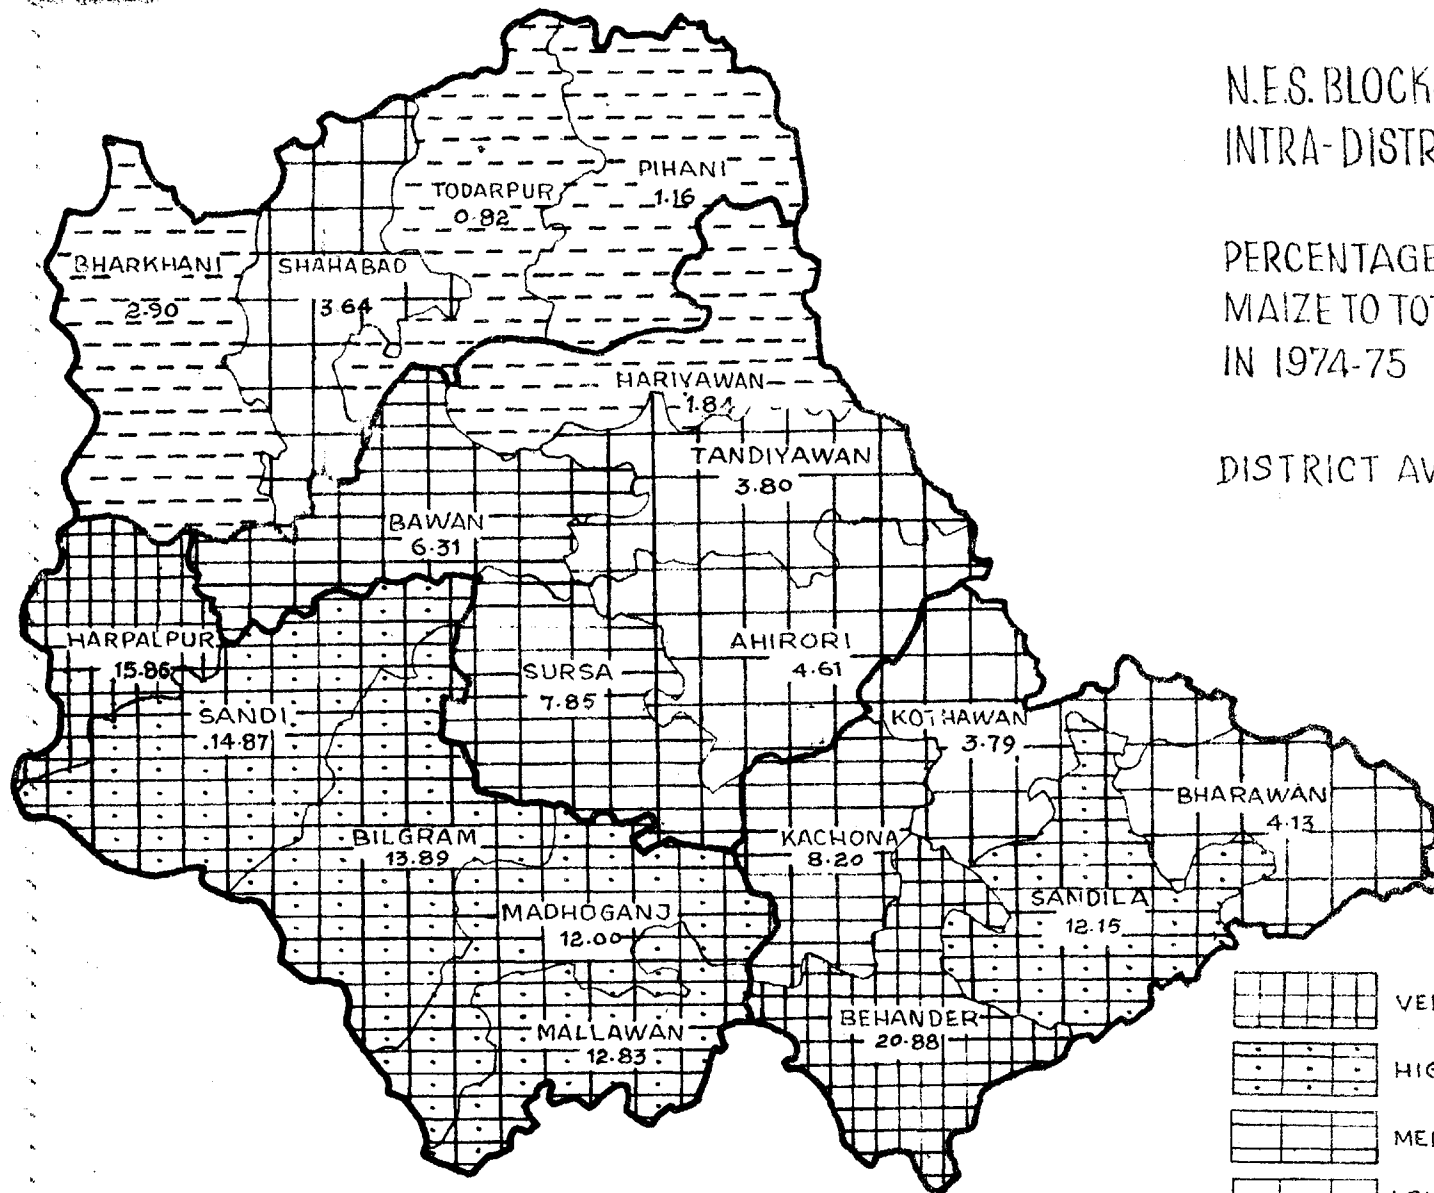 N.E.S. BLOCK
INTRA-DISTR
PERCENTAGE
MAIZE TO TOT
IN 1974-75
DISTRICT AV
PIHANI
1.16
TODARPUR
0.82
BHARKHANI
2.90
SHAHABAD
3.64
HARIYAWAN
1.84
TANDIYAWAN
3.80
BAWAN
6.31
HARPALPUR
15.86
AHIRORI
4.61
SURSA
7.85
SANDI
14.87
KOTHAWAN
3.79
BHARAWAN
4.13
BILGRAM
13.89
KACHONA
8.20
SANDILA
12.15
MADHOGANJ
12.00
MALLAWAN
12.83
BEHANDER
20.88
VER
HIG
MED